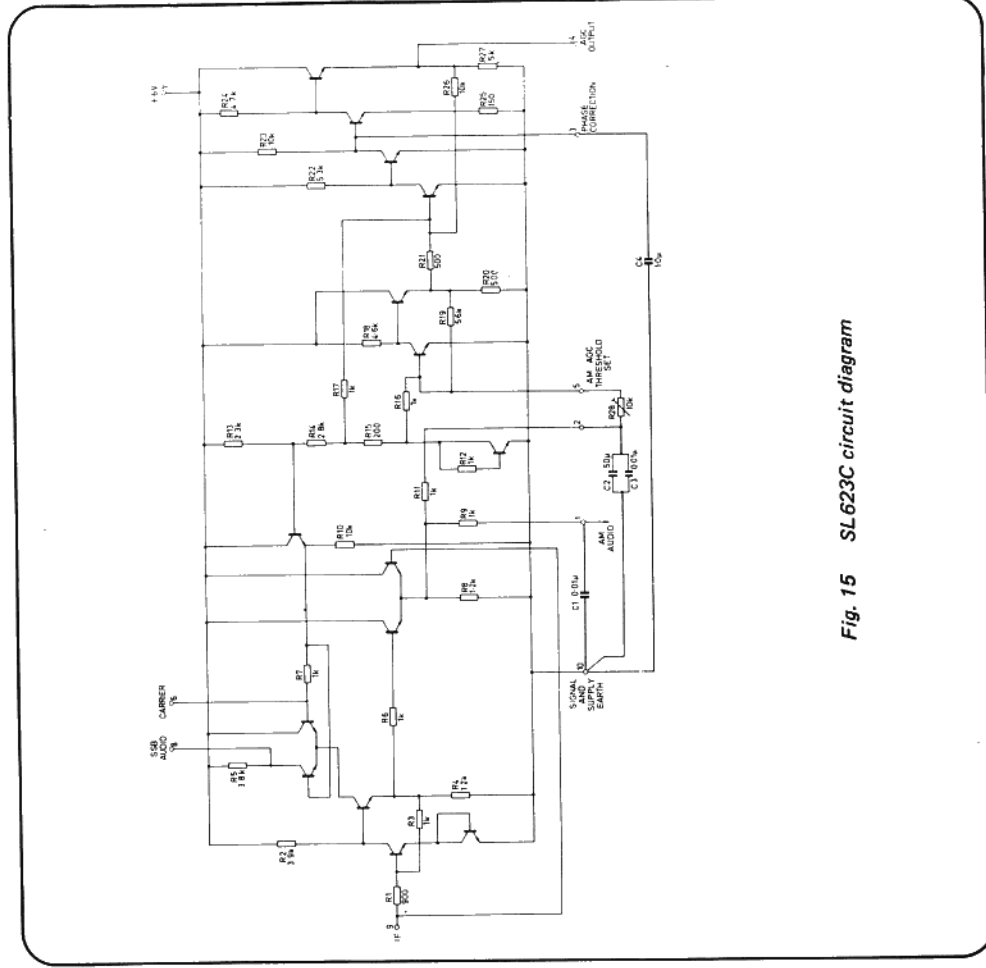 +6V
7
R24
4.7k
R23
10k
R22
5.3k
R26
10k
R27
5k
R25
150
4
AGC
OUTPUT
3
PHASE
CORRECTION
R21
500
R20
500
R19
5.6k
R18
4.6k
R17
1k
R16
1k
R13
2.3k
R14
2.8k
R15
200
R12
1k
R11
1k
R9
1k
R10
10k
R8
1.2k
R7
1k
R6
1k
R5
3.8k
R4
1.2k
R3
1k
R2
3.9k
R1
900
9
IF
SSB
AUDIO
8
CARRIER
6
5
AM AGC
THRESHOLD
SET
R28
10k
2
C2
50µ
C3
0.01µ
1
AM
AUDIO
C1 0.01µ
10
SIGNAL
AND
SUPPLY
EARTH
C4
Fig. 15 SL623C circuit diagram